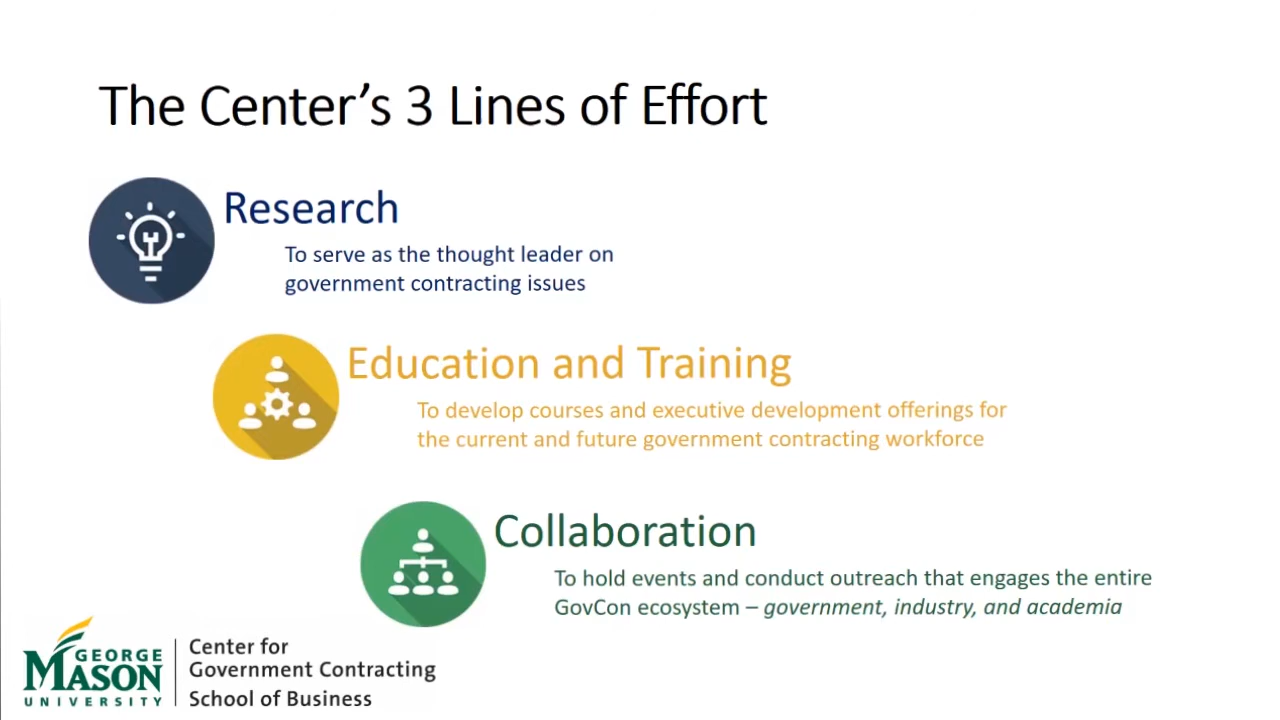 The Center's 3 Lines of Effort
Research
To serve as the thought leader on
government contracting issues
Education and Training
To develop courses and executive development offerings for
the current and future government contracting workforce
Collaboration
To hold events and conduct outreach that engages the entire
GovCon ecosystem – government, industry, and academia
GEORGE
MASON
UNIVERSITY
Center for
Government Contracting
School of Business